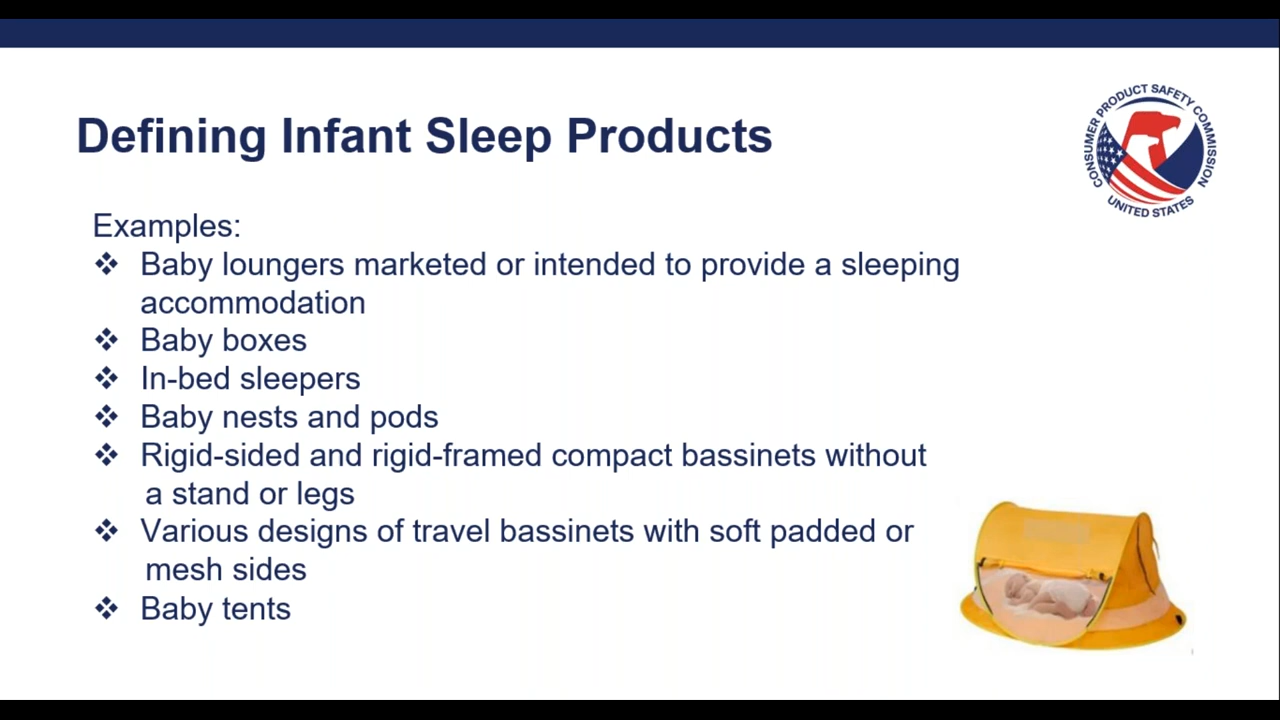 Defining Infant Sleep Products
CONSUMER PRODUCT SAFETY COMMISSION
UNITED STATES
Examples:
❖ Baby loungers marketed or intended to provide a sleeping
accommodation
❖ Baby boxes
❖ In-bed sleepers
❖ Baby nests and pods
❖ Rigid-sided and rigid-framed compact bassinets without
a stand or legs
❖ Various designs of travel bassinets with soft padded or
mesh sides
❖ Baby tents